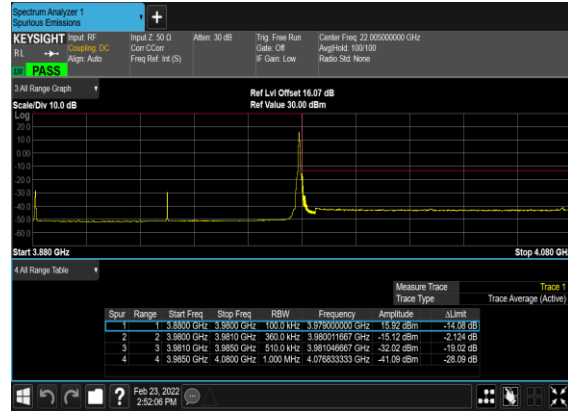 Spectrum Analyzer 1
Spurious Emissions
KEYSIGHT Input: RF Input Z: 50 Ω Atten: 30 dB Trig: Free Run Center Freq: 22.005000000 GHz
RL Coupling: DC Corr CCorr Gate: Off Avg|Hold: 100/100
Align: Auto Freq Ref: Int (S) IF Gain: Low Radio Std: None
PASS
3 All Range Graph
Ref Lvl Offset 16.07 dB
Scale/Div 10.0 dB Ref Value 30.00 dBm
Log
20.0
10.0
0.00
-10.0
-20.0
-30.0
-40.0
-50.0
-60.0
Start 3.880 GHz Stop 4.080 GHz
4 All Range Table
Measure Trace Trace 1
Trace Type Trace Average (Active)
Spur Range Start Freq Stop Freq RBW Frequency Amplitude ΔLimit
1 1 3.8800 GHz 3.9800 GHz 100.0 kHz 3.979000000 GHz 15.92 dBm -14.08 dB
2 2 3.9800 GHz 3.9810 GHz 360.0 kHz 3.980011667 GHz -15.12 dBm -2.124 dB
3 3 3.9810 GHz 3.9850 GHz 510.0 kHz 3.981046667 GHz -32.02 dBm -19.02 dB
4 4 3.9850 GHz 4.0800 GHz 1.000 MHz 4.076833333 GHz -41.09 dBm -28.09 dB
Feb 23, 2022
2:52:06 PM